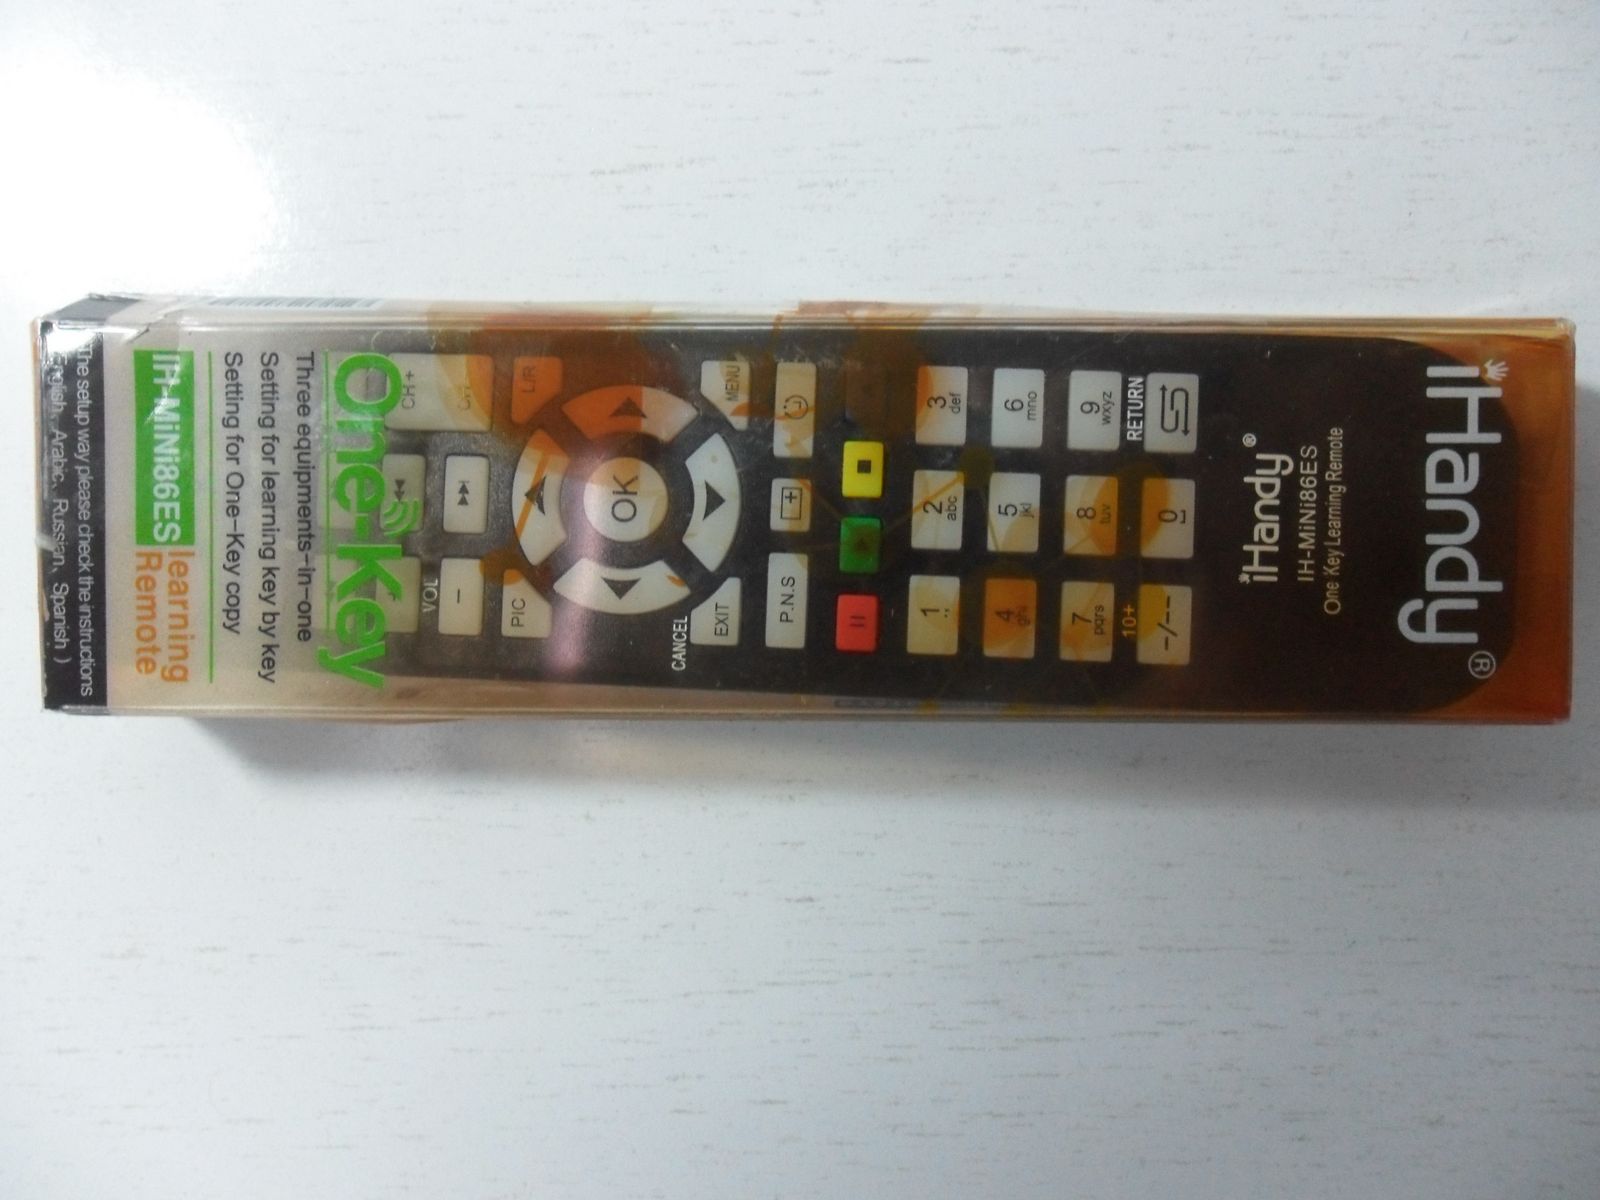 The setup way please check the instructions
English, Arabic, Russian, Spanish )
IH-MiNi86ES learning
Remote
Setting for One-Key copy
Setting for learning key by key
Three equipments-in-one
One-Key
CH+
VOL
−
L/R
PIC
OK
MENU
CANCEL
EXIT
P.N.S
1 2 abc 3 def
4 ghi 5 jkl 6 mno
7 pqrs 8 tuv 9 wxyz
10+ RETURN
-/-- 0
iHandy®
IH-MiNi86ES
One Key Learning Remote
iHandy®